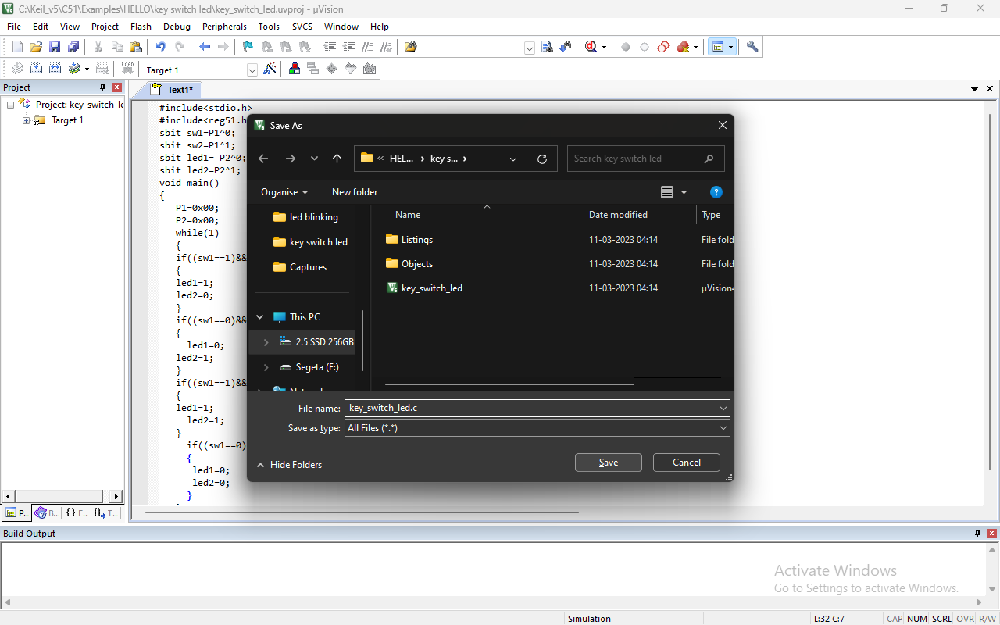 C:\Keil_v5\C51\Examples\HELLO\key switch led\key_switch_led.uvproj - µVision
File Edit View Project Flash Debug Peripherals Tools SVCS Window Help
LOAD Target 1
Project
Text1*
Project: key_switch_le
Target 1
#include<stdio.h>
#include<reg51.h
sbit sw1=P1^0;
sbit sw2=P1^1;
sbit led1= P2^0;
sbit led2=P2^1;
void main()
{
P1=0x00;
P2=0x00;
while(1)
{
if((sw1==1)&&
{
led1=1;
led2=0;
}
if((sw1==0)&&
{
led1=0;
led2=1;
}
if((sw1==1)&&
{
led1=1;
led2=1;
}
if((sw1==0)
{
led1=0;
led2=0;
}
Save As
« HEL... › key s... ›
Search key switch led
Organise New folder
?
led blinking
key switch led
Captures
This PC
2.5 SSD 256GB
Segeta (E:)
Name Date modified Type
Listings 11-03-2023 04:14 File fold
Objects 11-03-2023 04:14 File fold
key_switch_led 11-03-2023 04:14 µVision4
File name: key_switch_led.c
Save as type: All Files (*.*)
Hide Folders
Save Cancel
P.. B.. {} F.. T..
Build Output
Activate Windows
Go to Settings to activate Windows.
Simulation L:32 C:7 CAP NUM SCRL OVR R/W